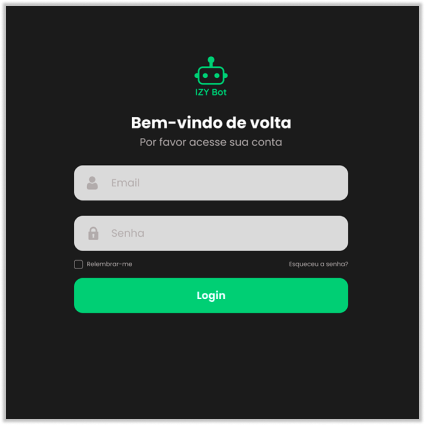 IZY Bot
Bem-vindo de volta
Por favor acesse sua conta
Email
Senha
Relembrar-me
Esqueceu a senha?
Login